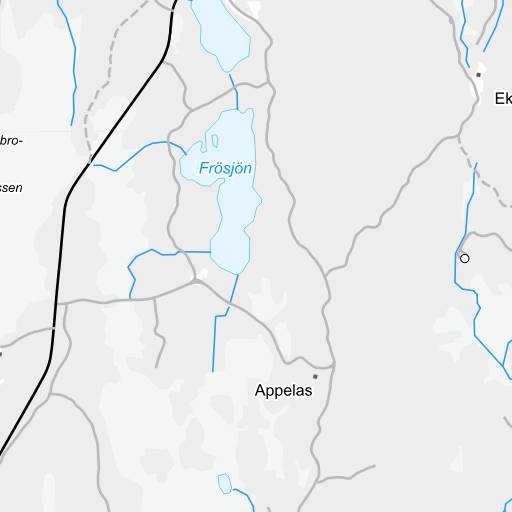 Ek
bro-
ssen
Frösjön
Appelas